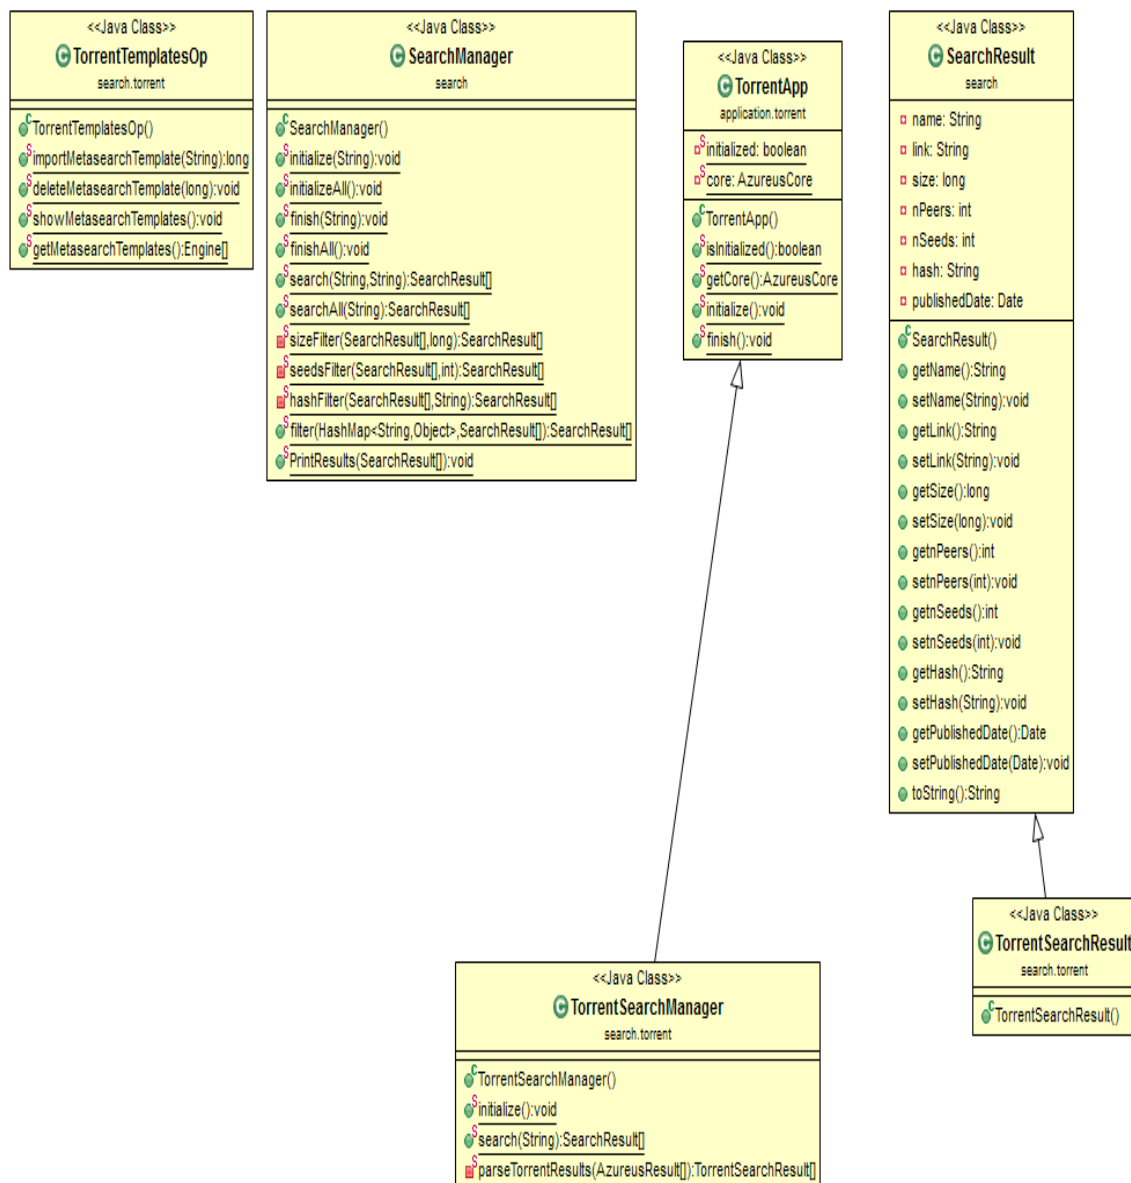 <<Java Class>>
TorrentTemplatesOp
search.torrent
TorrentTemplatesOp()
importMetasearchTemplate(String):long
deleteMetasearchTemplate(long):void
showMetasearchTemplates():void
getMetasearchTemplates():Engine[]
<<Java Class>>
SearchManager
search
SearchManager()
initialize(String):void
initializeAll():void
finish(String):void
finishAll():void
search(String,String):SearchResult[]
searchAll(String):SearchResult[]
sizeFilter(SearchResult[],long):SearchResult[]
seedsFilter(SearchResult[],int):SearchResult[]
hashFilter(SearchResult[],String):SearchResult[]
filter(HashMap<String,Object>,SearchResult[]):SearchResult[]
PrintResults(SearchResult[]):void
<<Java Class>>
TorrentApp
application.torrent
initialized: boolean
core: AzureusCore
TorrentApp()
isInitialized():boolean
getCore():AzureusCore
initialize():void
finish():void
<<Java Class>>
SearchResult
search
name: String
link: String
size: long
nPeers: int
nSeeds: int
hash: String
publishedDate: Date
SearchResult()
getName():String
setName(String):void
getLink():String
setLink(String):void
getSize():long
setSize(long):void
getnPeers():int
setnPeers(int):void
getnSeeds():int
setnSeeds(int):void
getHash():String
setHash(String):void
getPublishedDate():Date
setPublishedDate(Date):void
toString():String
<<Java Class>>
TorrentSearchResult
search.torrent
TorrentSearchResult()
<<Java Class>>
TorrentSearchManager
search.torrent
TorrentSearchManager()
initialize():void
search(String):SearchResult[]
parseTorrentResults(AzureusResult[]):TorrentSearchResult[]